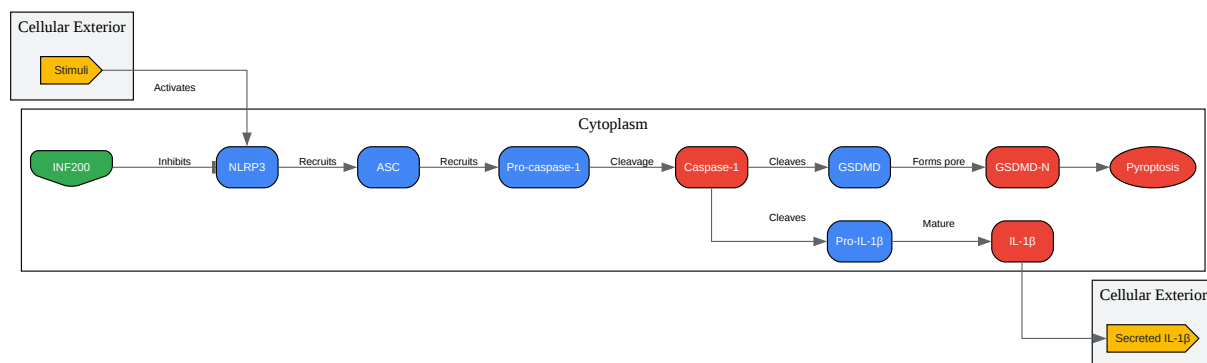 Cellular Exterior
Stimuli
Activates
Cytoplasm
INF200
Inhibits
NLRP3
Recruits
ASC
Recruits
Pro-caspase-1
Cleavage
Caspase-1
Cleaves
GSDMD
Forms pore
GSDMD-N
Pyroptosis
Cleaves
Pro-IL-1β
Mature
IL-1β
Cellular Exterior
Secreted IL-1β